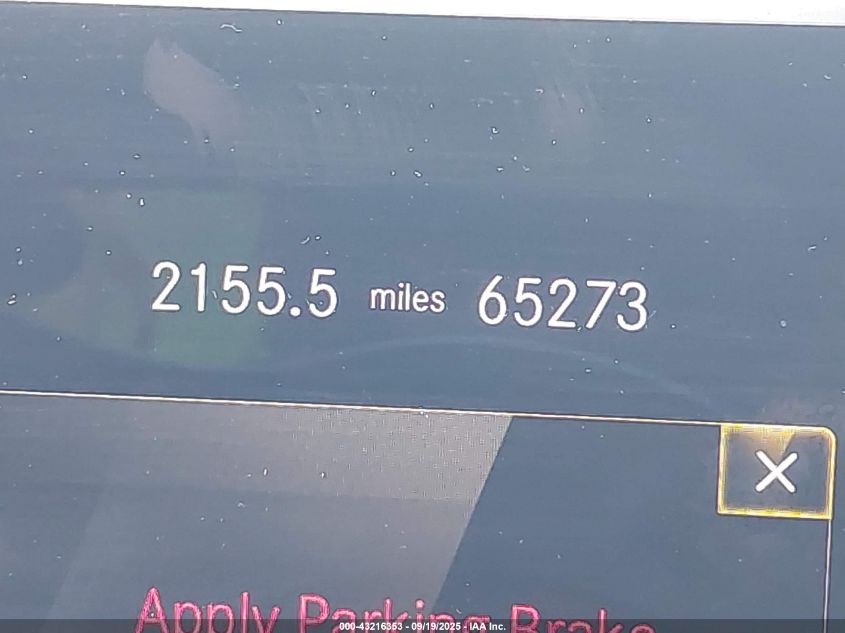 2155.5 miles 65273
Apply Parking Brake
000-43216353 - 09/19/2025 - IAA Inc.